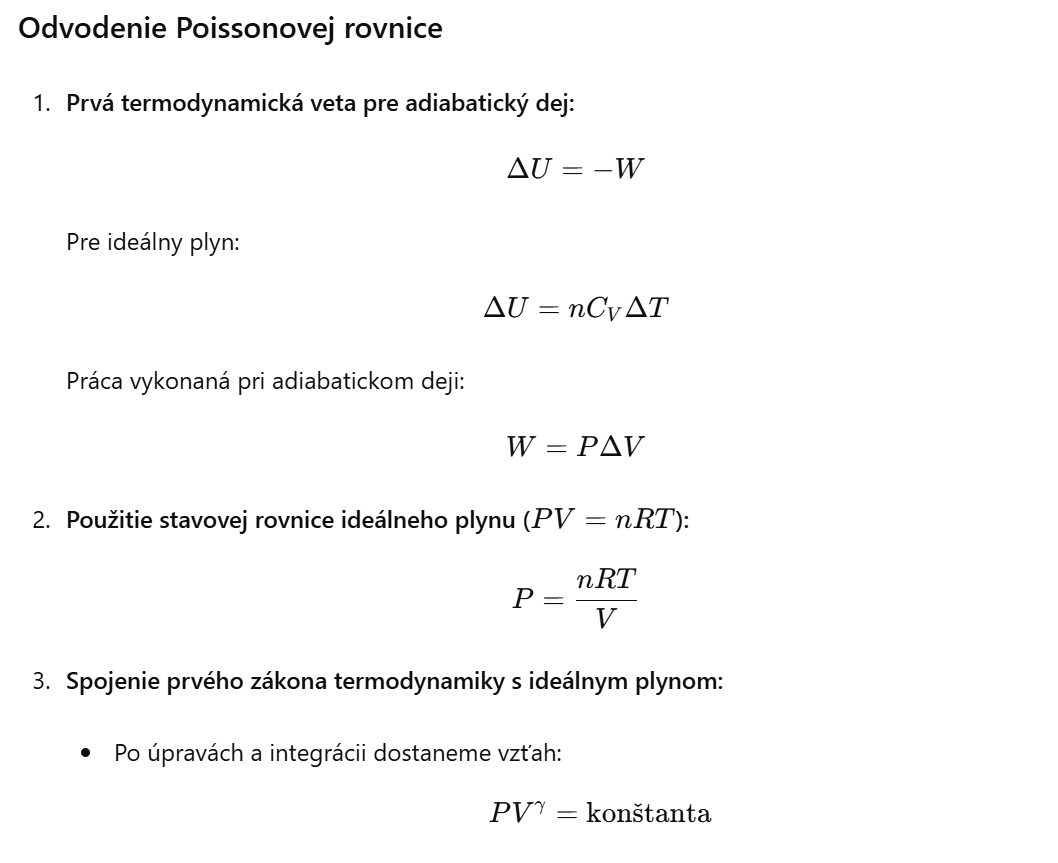 Odvodenie Poissonovej rovnice
1. Prvá termodynamická veta pre adiabatický dej:
ΔU = −W
Pre ideálny plyn:
ΔU = nC_VΔT
Práca vykonaná pri adiabatickom deji:
W = PΔV
2. Použitie stavovej rovnice ideálneho plynu (PV = nRT):
P = nRT/V
3. Spojenie prvého zákona termodynamiky s ideálnym plynom:
• Po úpravách a integrácii dostaneme vzťah:
PV^γ = konštanta